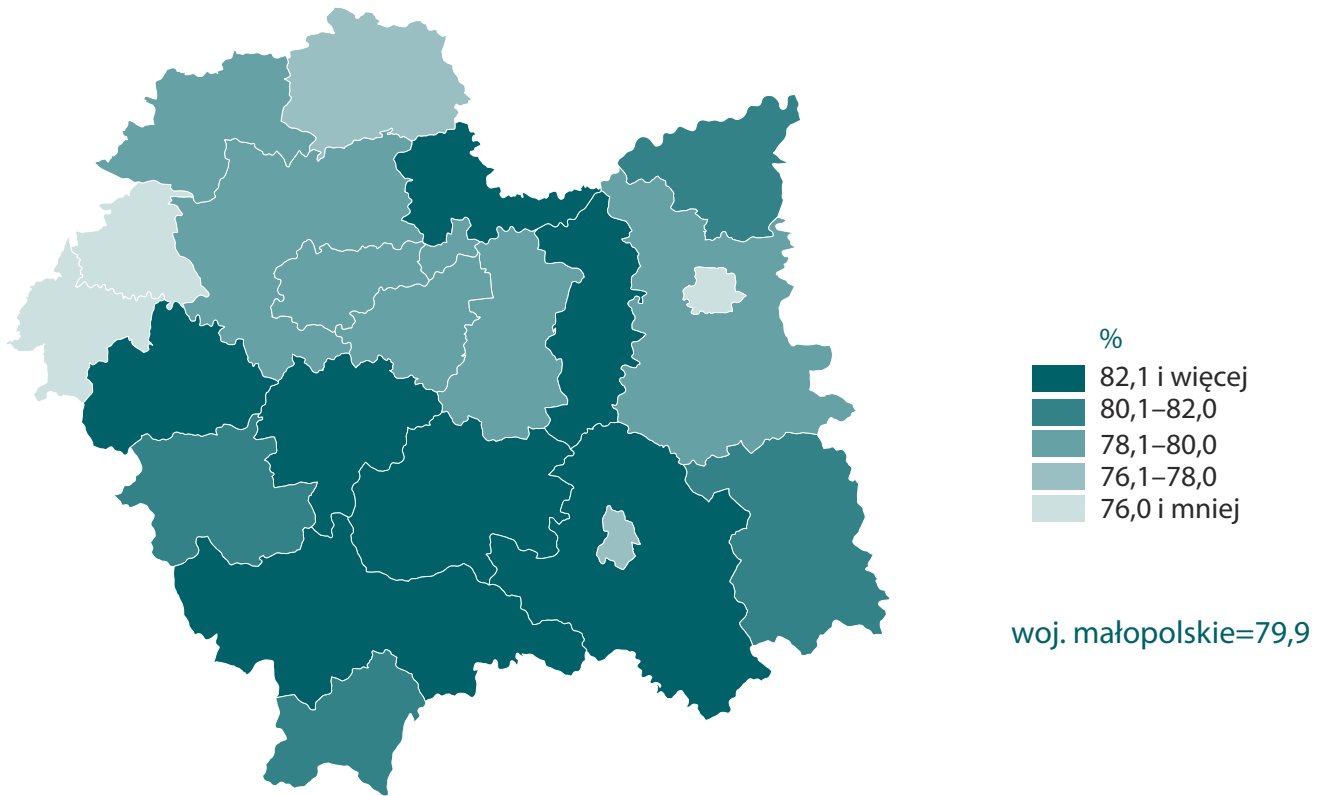 %
82,1 i więcej
80,1–82,0
78,1–80,0
76,1–78,0
76,0 i mniej
woj. małopolskie=79,9